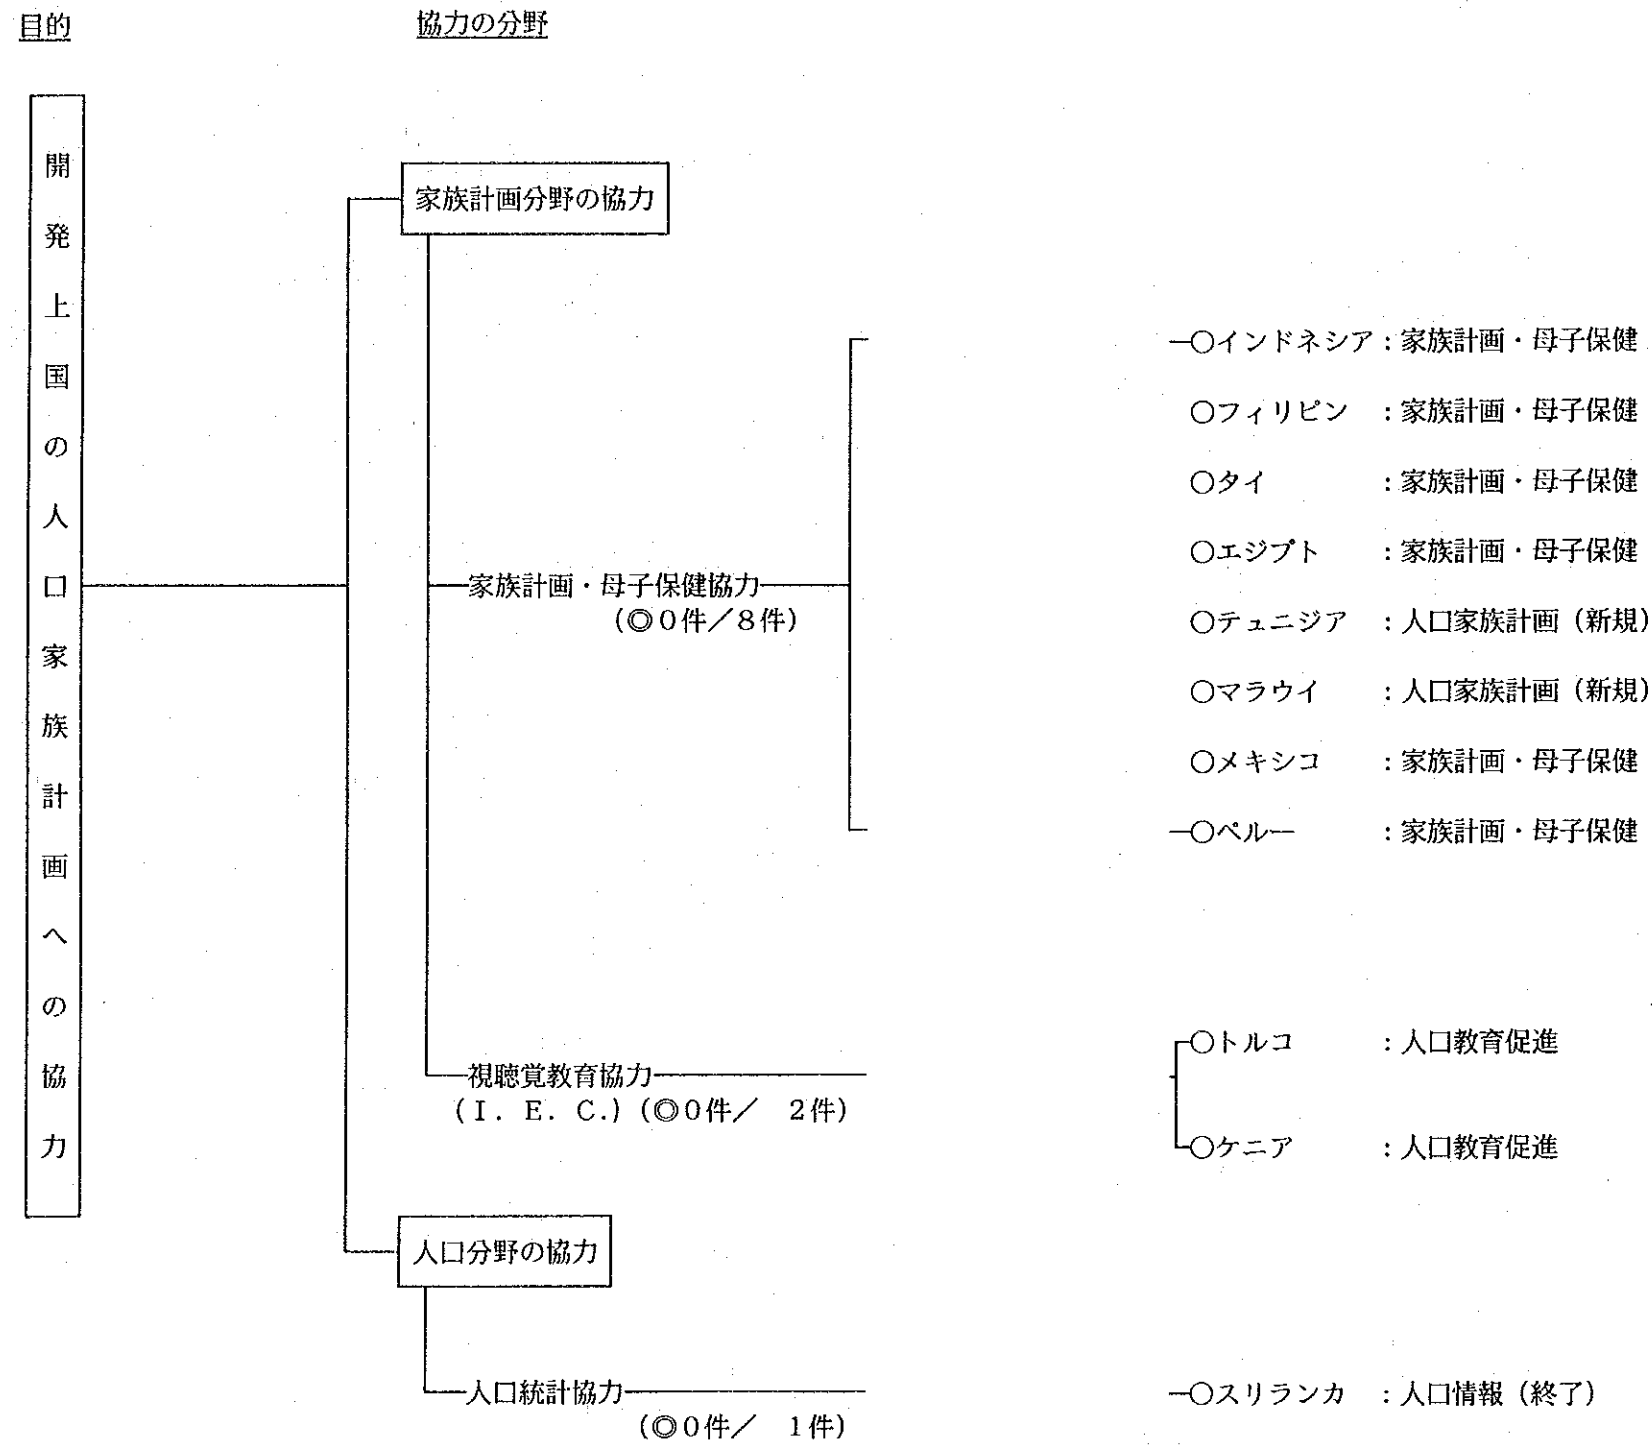 目的
協力の分野
開発上国の人口家族計画への協力
家族計画分野の協力
家族計画・母子保健協力
(◎0件/8件)
○インドネシア:家族計画・母子保健
○フィリピン :家族計画・母子保健
○タイ :家族計画・母子保健
○エジプト :家族計画・母子保健
○テュニジア :人口家族計画(新規)
○マラウイ :人口家族計画(新規)
○メキシコ :家族計画・母子保健
○ペルー :家族計画・母子保健
視聴覚教育協力
(I. E. C.) (◎0件/ 2件)
○トルコ :人口教育促進
○ケニア :人口教育促進
人口分野の協力
人口統計協力
(◎0件/ 1件)
○スリランカ :人口情報(終了)